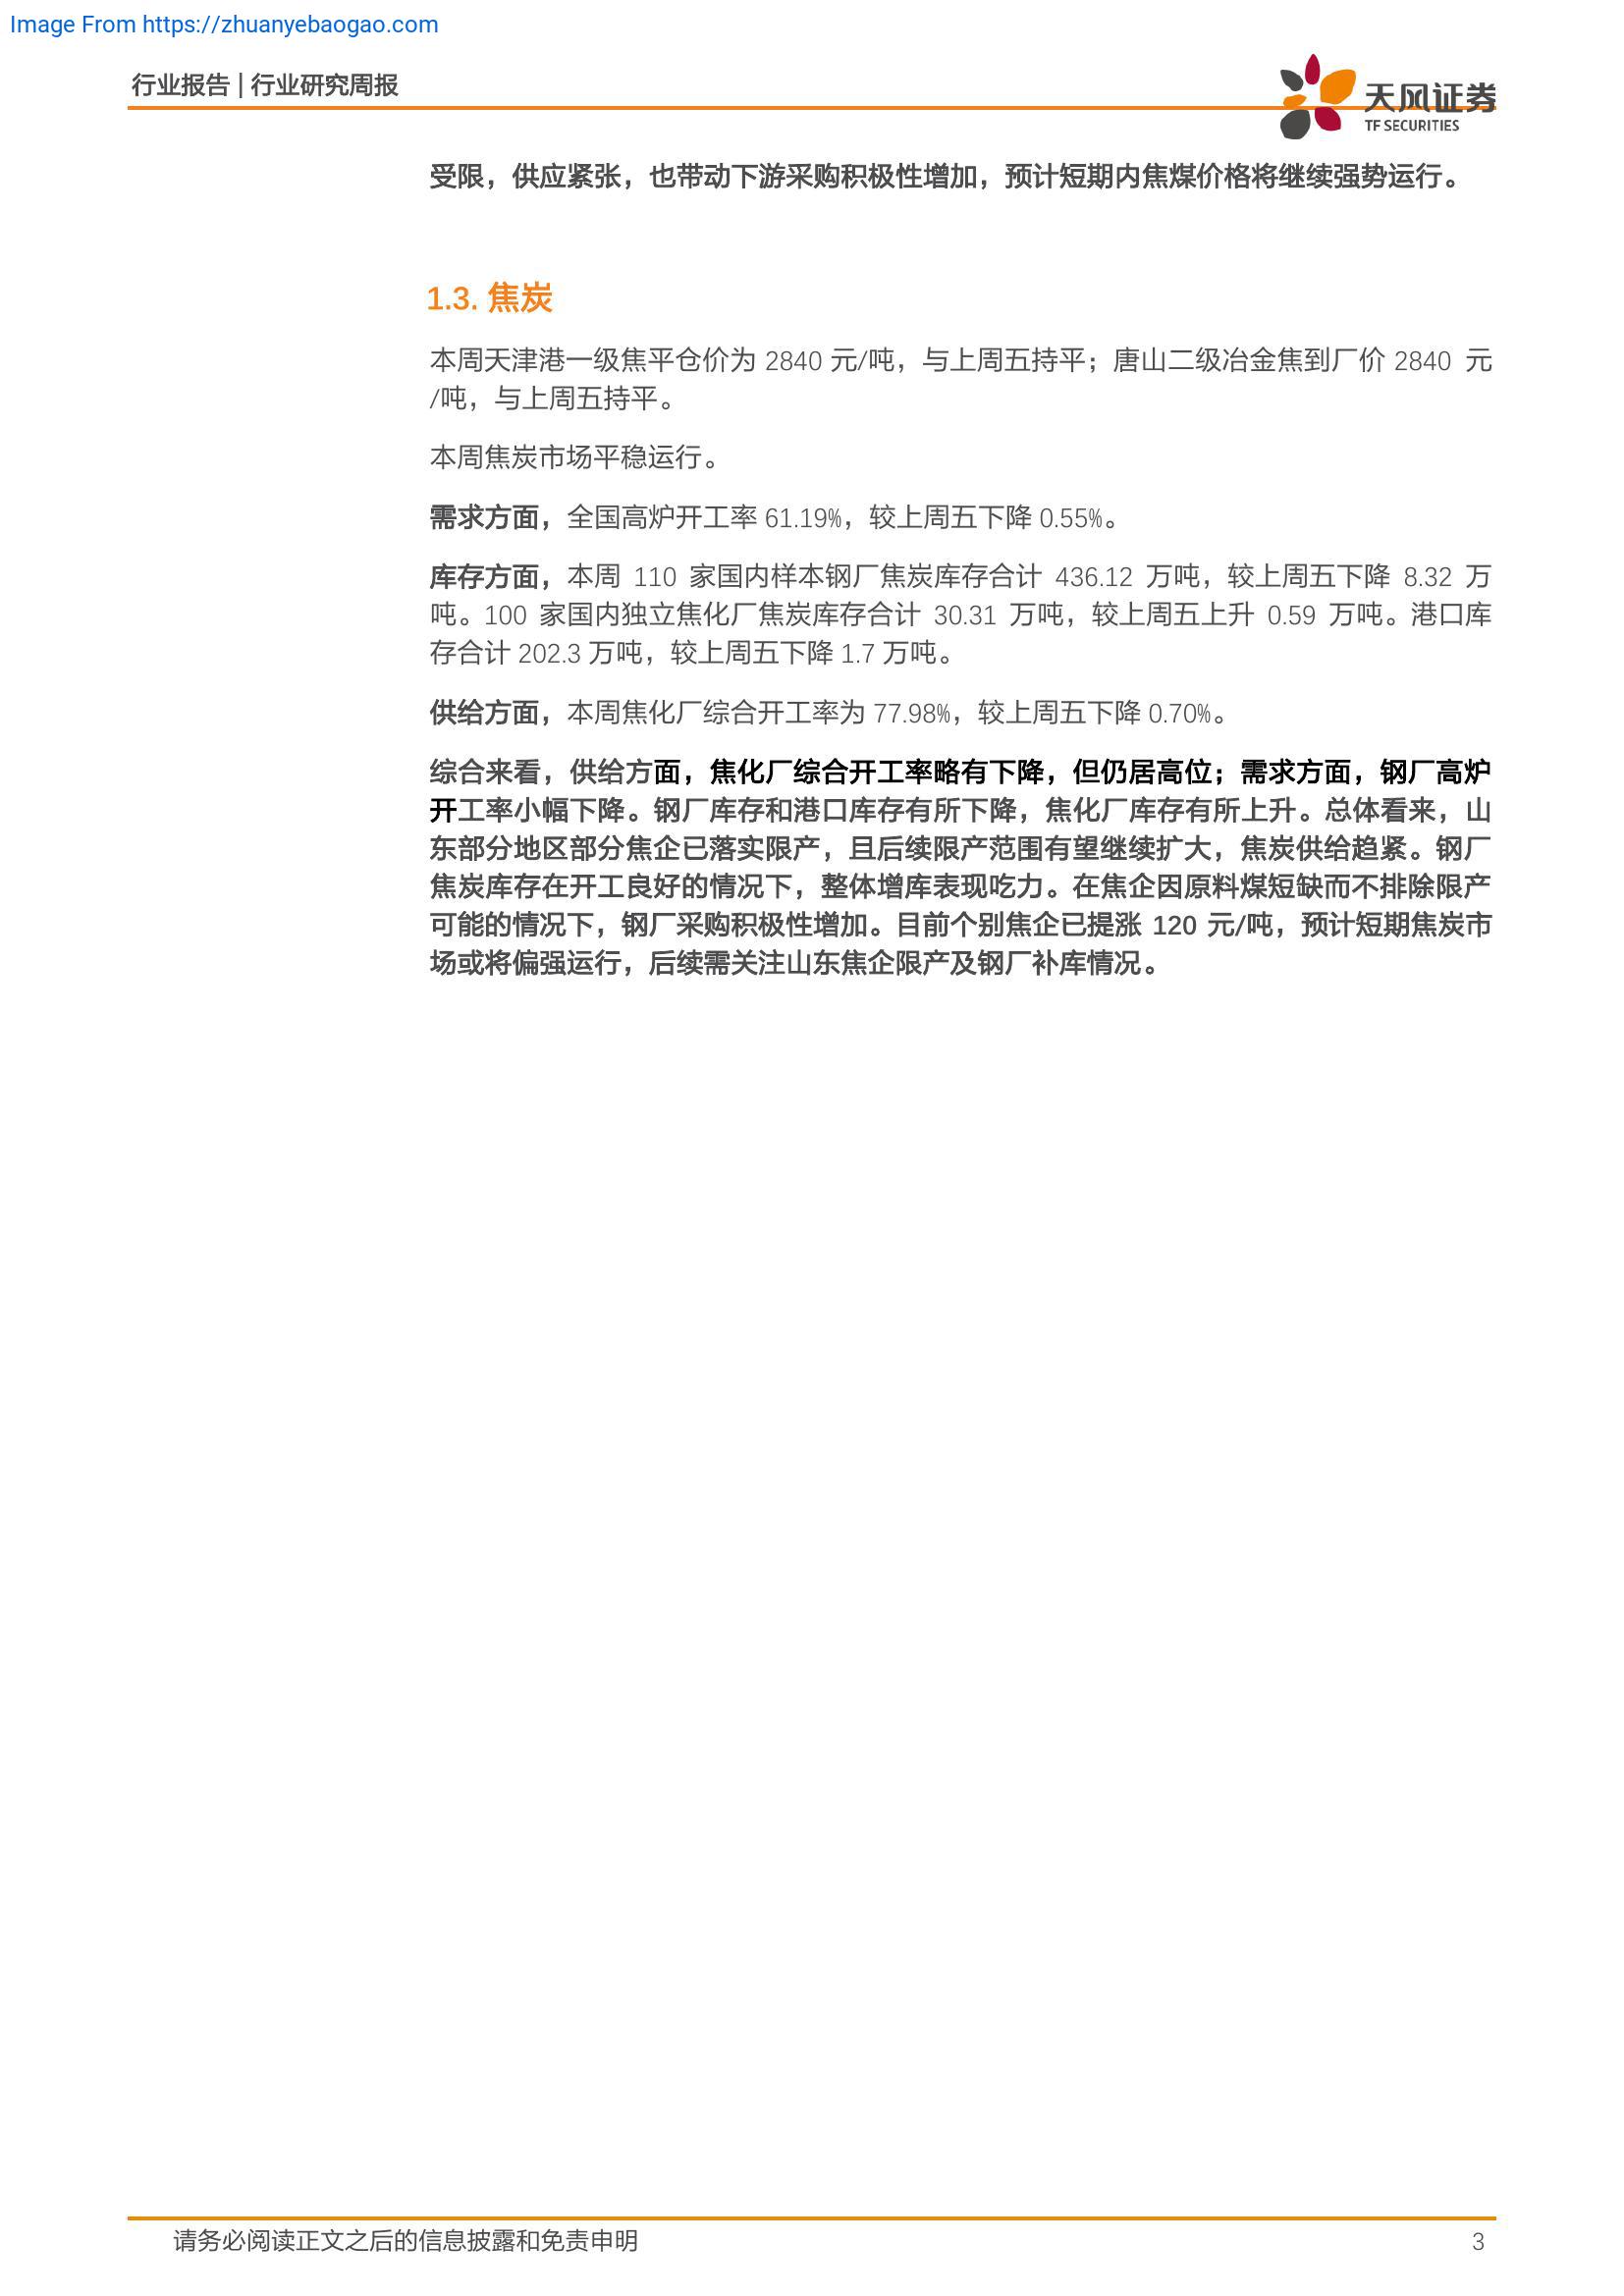 Image From https://zhuanyebaogao.com
行业报告 | 行业研究周报
天风证券
TF SECURITIES
受限，供应紧张，也带动下游采购积极性增加，预计短期内焦煤价格将继续强势运行。
1.3. 焦炭
本周天津港一级焦平仓价为 2840 元/吨，与上周五持平；唐山二级冶金焦到厂价 2840 元
/吨，与上周五持平。
本周焦炭市场平稳运行。
需求方面，全国高炉开工率 61.19%，较上周五下降 0.55%。
库存方面，本周 110 家国内样本钢厂焦炭库存合计 436.12 万吨，较上周五下降 8.32 万
吨。100 家国内独立焦化厂焦炭库存合计 30.31 万吨，较上周五上升 0.59 万吨。港口库
存合计 202.3 万吨，较上周五下降 1.7 万吨。
供给方面，本周焦化厂综合开工率为 77.98%，较上周五下降 0.70%。
综合来看，供给方面，焦化厂综合开工率略有下降，但仍居高位；需求方面，钢厂高炉
开工率小幅下降。钢厂库存和港口库存有所下降，焦化厂库存有所上升。总体看来，山
东部分地区部分焦企已落实限产，且后续限产范围有望继续扩大，焦炭供给趋紧。钢厂
焦炭库存在开工良好的情况下，整体增库表现吃力。在焦企因原料煤短缺而不排除限产
可能的情况下，钢厂采购积极性增加。目前个别焦企已提涨 120 元/吨，预计短期焦炭市
场或将偏强运行，后续需关注山东焦企限产及钢厂补库情况。
请务必阅读正文之后的信息披露和免责申明
3